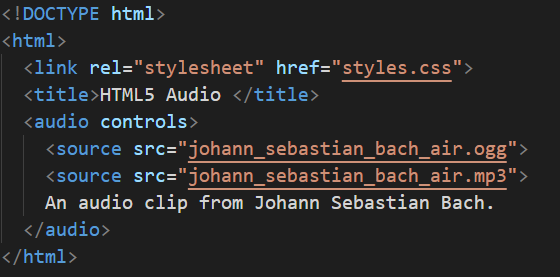 <!DOCTYPE html>
<html>
<link rel="stylesheet" href="styles.css">
<title>HTML5 Audio </title>
<audio controls>
<source src="johann_sebastian_bach_air.ogg">
<source src="johann_sebastian_bach_air.mp3">
An audio clip from Johann Sebastian Bach.
</audio>
</html>